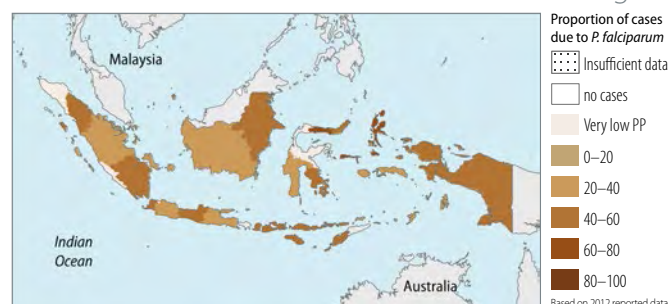 Malaysia
Indian
Ocean
Australia
Proportion of cases
due to P. falciparum
Insufficient data
no cases
Very low PP
0–20
20–40
40–60
60–80
80–100
Based on 2012 reported data